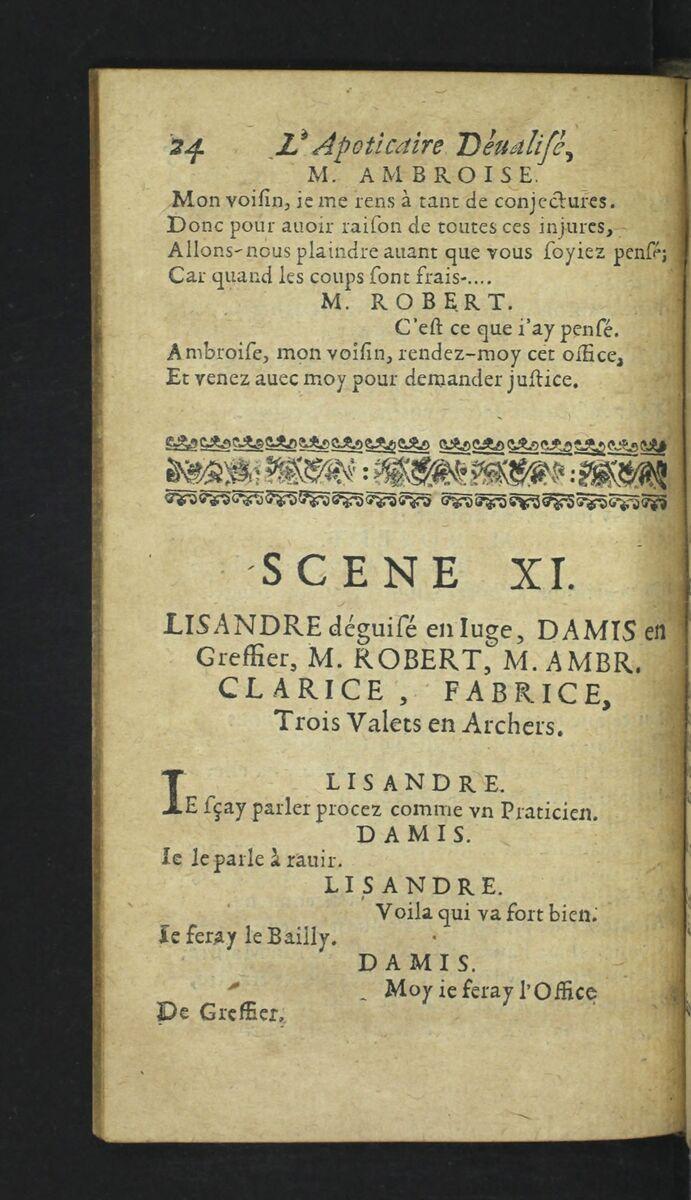 24 L'Apoticaire Déualiſé,
M. AMBROISE.
Mon voiſin, ie me rens à tant de conjectures.
Donc pour auoir raiſon de toutes ces injures,
Allons-nous plaindre auant que vous ſoyiez penſé;
Car quand les coups ſont frais-....
M. ROBERT.
C'eſt ce que i'ay penſé.
Ambroiſe, mon voiſin, rendez-moy cet office,
Et venez auec moy pour demander juſtice.
SCENE XI.
LISANDRE déguiſé en Iuge, DAMIS en
Greffier, M. ROBERT, M. AMBR.
CLARICE, FABRICE,
Trois Valets en Archers.
LISANDRE.
IE ſçay parler procez comme vn Praticien.
DAMIS.
Ie le parle à rauir.
LISANDRE.
Voila qui va fort bien.
Ie feray le Bailly.
DAMIS.
Moy ie feray l'Office
De Greffier.